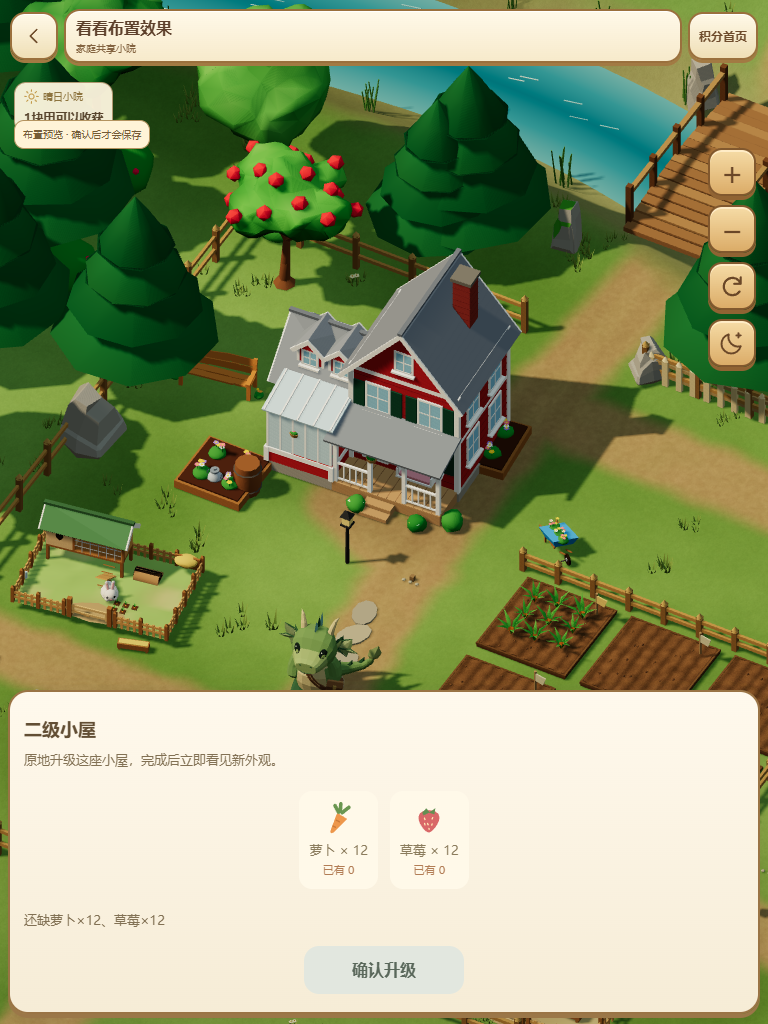 看看布置效果
家庭共享小院
积分首页
晴日小院
1块田可以收获
布置预览 · 确认后才会保存
二级小屋
原地升级这座小屋，完成后立即看见新外观。
萝卜 × 12
已有 0
草莓 × 12
已有 0
还缺萝卜×12、草莓×12
确认升级